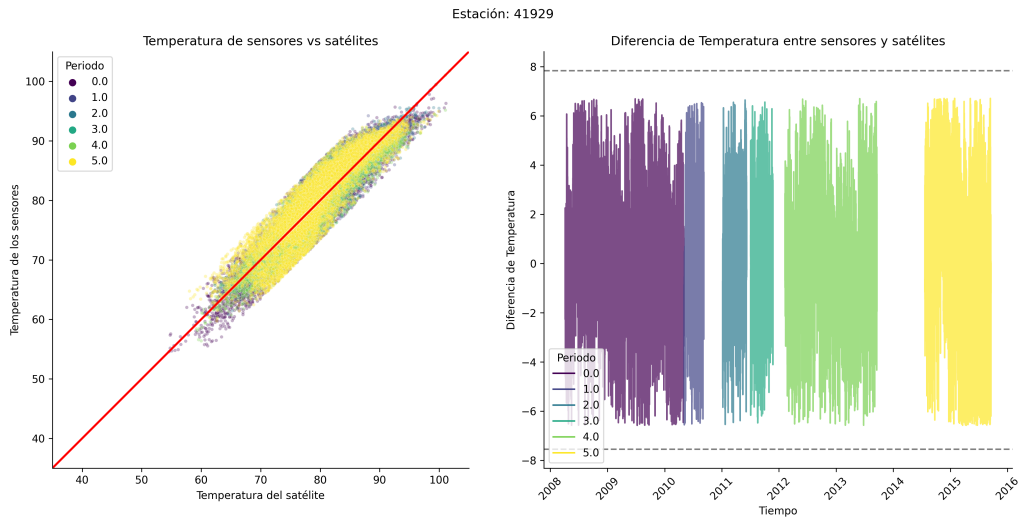 Estación: 41929
Temperatura de sensores vs satélites
Periodo
0.0
1.0
2.0
3.0
4.0
5.0
100
90
80
70
60
50
40
Temperatura de los sensores
40 50 60 70 80 90 100
Temperatura del satélite
Diferencia de Temperatura entre sensores y satélites
8
6
4
2
0
−2
−4
−6
−8
Diferencia de Temperatura
Periodo
0.0
1.0
2.0
3.0
4.0
5.0
2008 2009 2010 2011 2012 2013 2014 2015 2016
Tiempo